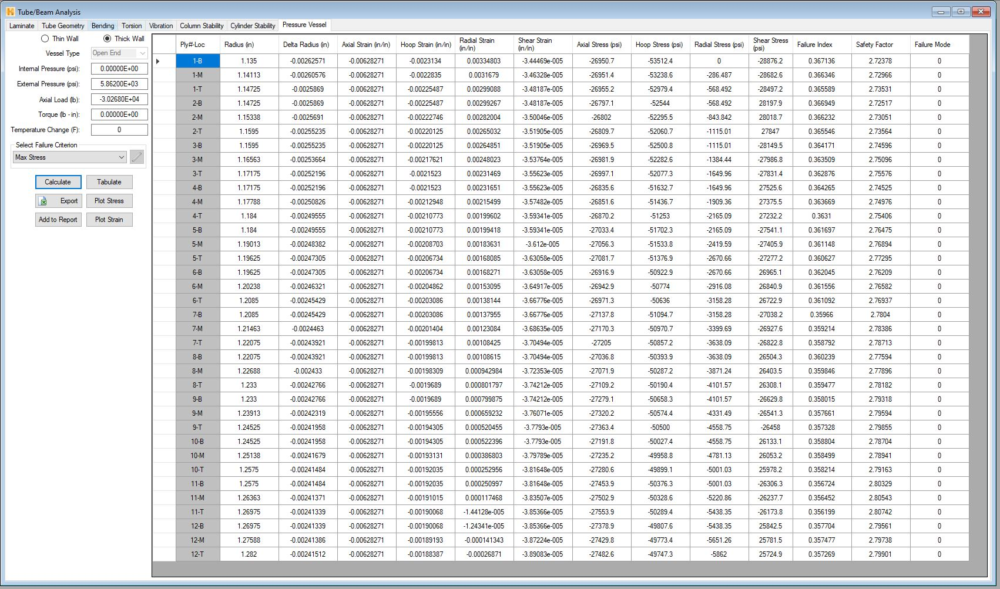 Tube/Beam Analysis
Laminate Tube Geometry Bending Torsion Vibration Column Stability Cylinder Stability Pressure Vessel
Thin Wall Thick Wall
Vessel Type Open End
Internal Pressure (psi): 0.00000E+00
External Pressure (psi): 5.86200E+03
Axial Load (lb): -3.02680E+04
Torque (lb - in): 0.00000E+00
Temperature Change (F): 0
Select Failure Criterion
Max Stress
Calculate Tabulate
Export Plot Stress
Add to Report Plot Strain
Ply#-Loc Radius (in) Delta Radius (in) Axial Strain (in/in) Hoop Strain (in/in) Radial Strain (in/in) Shear Strain (in/in) Axial Stress (psi) Hoop Stress (psi) Radial Stress (psi) Shear Stress (psi) Failure Index Safety Factor Failure Mode
1-B 1.135 -0.00262571 -0.00628271 -0.0023134 0.00334803 -3.44469e-005 -26950.7 -53512.4 0 -28876.2 0.367136 2.72378 0
1-M 1.14113 -0.00260576 -0.00628271 -0.0022835 0.0031679 -3.46328e-005 -26951.4 -53238.6 -286.487 -28682.6 0.366346 2.72966 0
1-T 1.14725 -0.0025869 -0.00628271 -0.00225487 0.00299088 -3.48187e-005 -26955.2 -52979.4 -568.492 -28497.2 0.365589 2.73531 0
2-B 1.14725 -0.0025869 -0.00628271 -0.00225487 0.00299267 -3.48187e-005 -26797.1 -52544 -568.492 28197.9 0.366949 2.72517 0
2-M 1.15338 -0.0025691 -0.00628271 -0.00222746 0.00282004 -3.50046e-005 -26802 -52295.5 -843.842 28018.7 0.366232 2.73051 0
2-T 1.1595 -0.00255235 -0.00628271 -0.00220125 0.00265032 -3.51905e-005 -26809.7 -52060.7 -1115.01 27847 0.365546 2.73564 0
3-B 1.1595 -0.00255235 -0.00628271 -0.00220125 0.00264851 -3.51905e-005 -26969.5 -52500.8 -1115.01 -28149.5 0.364171 2.74596 0
3-M 1.16563 -0.00253664 -0.00628271 -0.00217621 0.00248023 -3.53764e-005 -26981.9 -52282.6 -1384.44 -27986.8 0.363509 2.75096 0
3-T 1.17175 -0.00252196 -0.00628271 -0.0021523 0.00231469 -3.55623e-005 -26997.1 -52077.3 -1649.96 -27831.4 0.362876 2.75576 0
4-B 1.17175 -0.00252196 -0.00628271 -0.0021523 0.00231651 -3.55623e-005 -26835.6 -51632.7 -1649.96 27525.6 0.364265 2.74525 0
4-M 1.17788 -0.00250826 -0.00628271 -0.00212948 0.00215499 -3.57482e-005 -26851.6 -51436.7 -1909.36 27375.5 0.363669 2.74976 0
4-T 1.184 -0.00249555 -0.00628271 -0.00210773 0.00199602 -3.59341e-005 -26870.2 -51253 -2165.09 27232.2 0.3631 2.75406 0
5-B 1.184 -0.00249555 -0.00628271 -0.00210773 0.00199418 -3.59341e-005 -27033.4 -51702.3 -2165.09 -27541.1 0.361697 2.76475 0
5-M 1.19013 -0.00248382 -0.00628271 -0.00208703 0.00183631 -3.612e-005 -27056.3 -51533.8 -2419.59 -27405.9 0.361148 2.76894 0
5-T 1.19625 -0.00247305 -0.00628271 -0.00206734 0.00168085 -3.63058e-005 -27081.7 -51376.9 -2670.66 -27277.2 0.360627 2.77295 0
6-B 1.19625 -0.00247305 -0.00628271 -0.00206734 0.00168271 -3.63058e-005 -26916.9 -50922.9 -2670.66 26965.1 0.362045 2.76209 0
6-M 1.20238 -0.00246321 -0.00628271 -0.00204862 0.00153095 -3.64917e-005 -26942.9 -50774 -2916.08 26840.9 0.361556 2.76582 0
6-T 1.2085 -0.00245429 -0.00628271 -0.00203086 0.00138144 -3.66776e-005 -26971.3 -50636 -3158.28 26722.9 0.361092 2.76937 0
7-B 1.2085 -0.00245429 -0.00628271 -0.00203086 0.00137955 -3.66776e-005 -27137.8 -51094.7 -3158.28 -27038.2 0.35966 2.7804 0
7-M 1.21463 -0.0024463 -0.00628271 -0.00201404 0.00123084 -3.68635e-005 -27170.3 -50970.7 -3399.69 -26927.6 0.359214 2.78386 0
7-T 1.22075 -0.00243921 -0.00628271 -0.00199813 0.00108425 -3.70494e-005 -27205 -50857.2 -3638.09 -26822.8 0.358792 2.78713 0
8-B 1.22075 -0.00243921 -0.00628271 -0.00199813 0.00108615 -3.70494e-005 -27036.8 -50393.9 -3638.09 26504.3 0.360239 2.77594 0
8-M 1.22688 -0.002433 -0.00628271 -0.00198309 0.000942984 -3.72353e-005 -27071.9 -50287.2 -3871.24 26403.5 0.359846 2.77896 0
8-T 1.233 -0.00242766 -0.00628271 -0.0019689 0.000801797 -3.74212e-005 -27109.2 -50190.4 -4101.57 26308.1 0.359477 2.78182 0
9-B 1.233 -0.00242766 -0.00628271 -0.0019689 0.000799875 -3.74212e-005 -27279.1 -50658.3 -4101.57 -26629.8 0.358015 2.79318 0
9-M 1.23913 -0.00242319 -0.00628271 -0.00195556 0.000659232 -3.76071e-005 -27320.2 -50574.4 -4331.49 -26541.3 0.357661 2.79594 0
9-T 1.24525 -0.00241958 -0.00628271 -0.00194305 0.000520455 -3.7793e-005 -27363.4 -50500 -4558.75 -26458 0.357328 2.79855 0
10-B 1.24525 -0.00241958 -0.00628271 -0.00194305 0.000522396 -3.7793e-005 -27191.8 -50027.4 -4558.75 26133.1 0.358804 2.78704 0
10-M 1.25138 -0.00241679 -0.00628271 -0.00193131 0.000386803 -3.79789e-005 -27235.2 -49958.8 -4781.13 26053.2 0.358499 2.78941 0
10-T 1.2575 -0.00241484 -0.00628271 -0.00192035 0.000252956 -3.81648e-005 -27280.6 -49899.1 -5001.03 25978.2 0.358214 2.79163 0
11-B 1.2575 -0.00241484 -0.00628271 -0.00192035 0.000250997 -3.81648e-005 -27453.9 -50376.3 -5001.03 -26306.3 0.356724 2.80329 0
11-M 1.26363 -0.00241371 -0.00628271 -0.00191015 0.000117468 -3.83507e-005 -27502.9 -50328.6 -5220.86 -26237.7 0.356452 2.80543 0
11-T 1.26975 -0.00241339 -0.00628271 -0.00190068 -1.44128e-005 -3.85366e-005 -27553.9 -50289.4 -5438.35 -26173.8 0.356199 2.80742 0
12-B 1.26975 -0.00241339 -0.00628271 -0.00190068 -1.24341e-005 -3.85366e-005 -27378.9 -49807.6 -5438.35 25842.5 0.357704 2.79561 0
12-M 1.27588 -0.00241386 -0.00628271 -0.00189193 -0.000141343 -3.87224e-005 -27429.8 -49773.4 -5651.26 25781.5 0.357477 2.79738 0
12-T 1.282 -0.00241512 -0.00628271 -0.00188387 -0.00026871 -3.89083e-005 -27482.6 -49747.3 -5862 25724.9 0.357269 2.79901 0